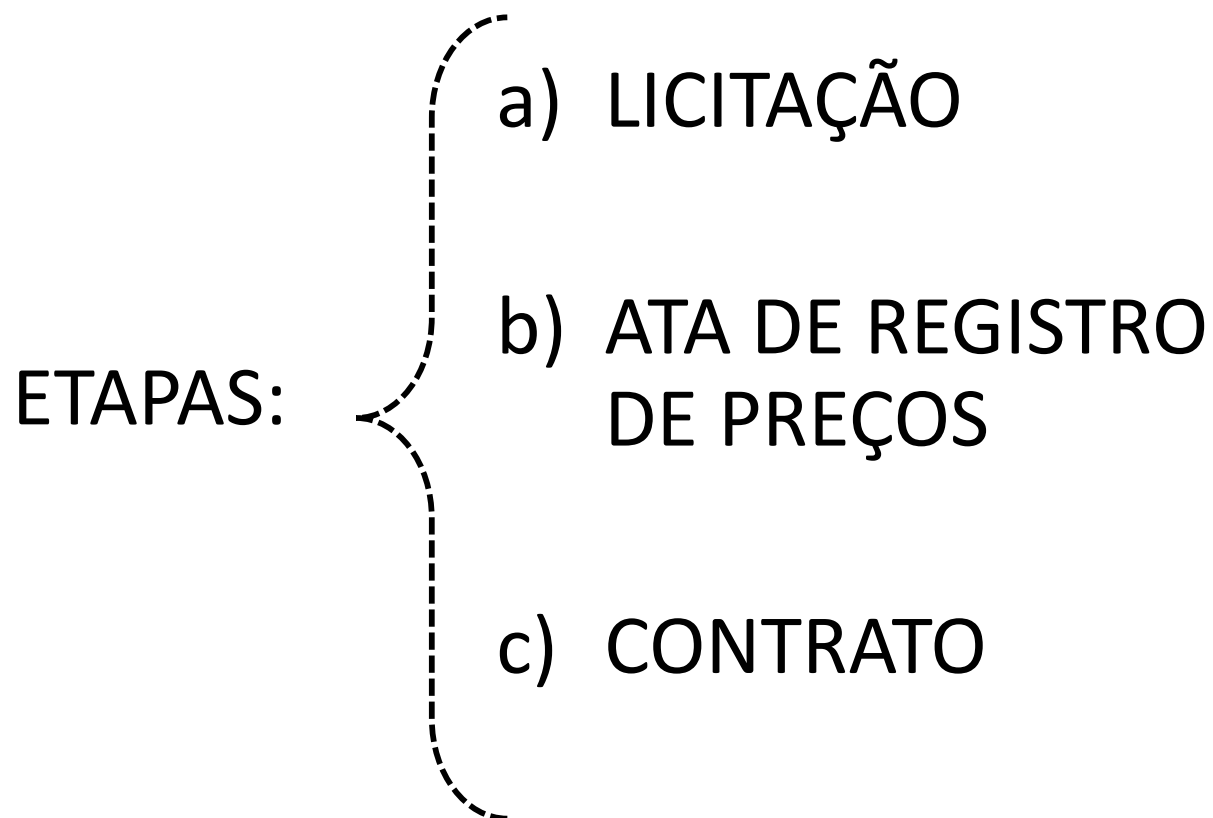 ETAPAS:
a) LICITAÇÃO
b) ATA DE REGISTRO
DE PREÇOS
c) CONTRATO